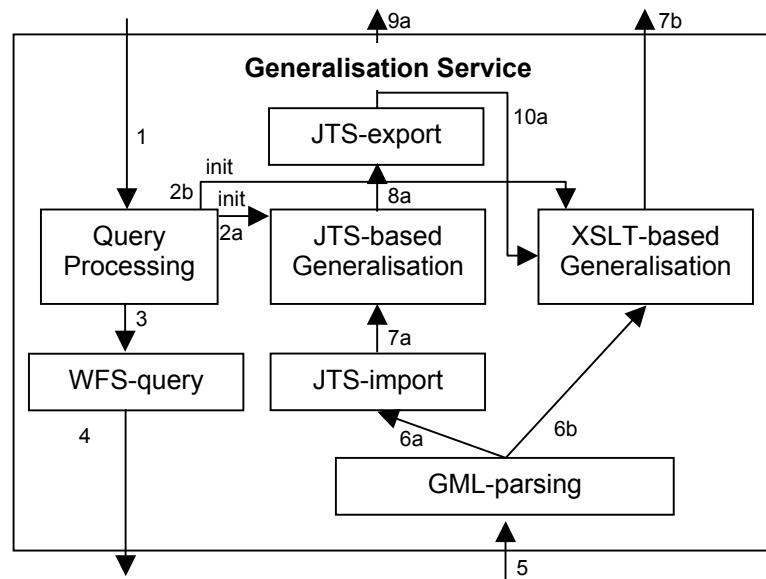 9a
7b
Generalisation Service
10a
1
JTS-export
init
2b
init
8a
2a
Query
Processing
JTS-based
Generalisation
XSLT-based
Generalisation
3
7a
WFS-query
JTS-import
4
6a
6b
GML-parsing
5